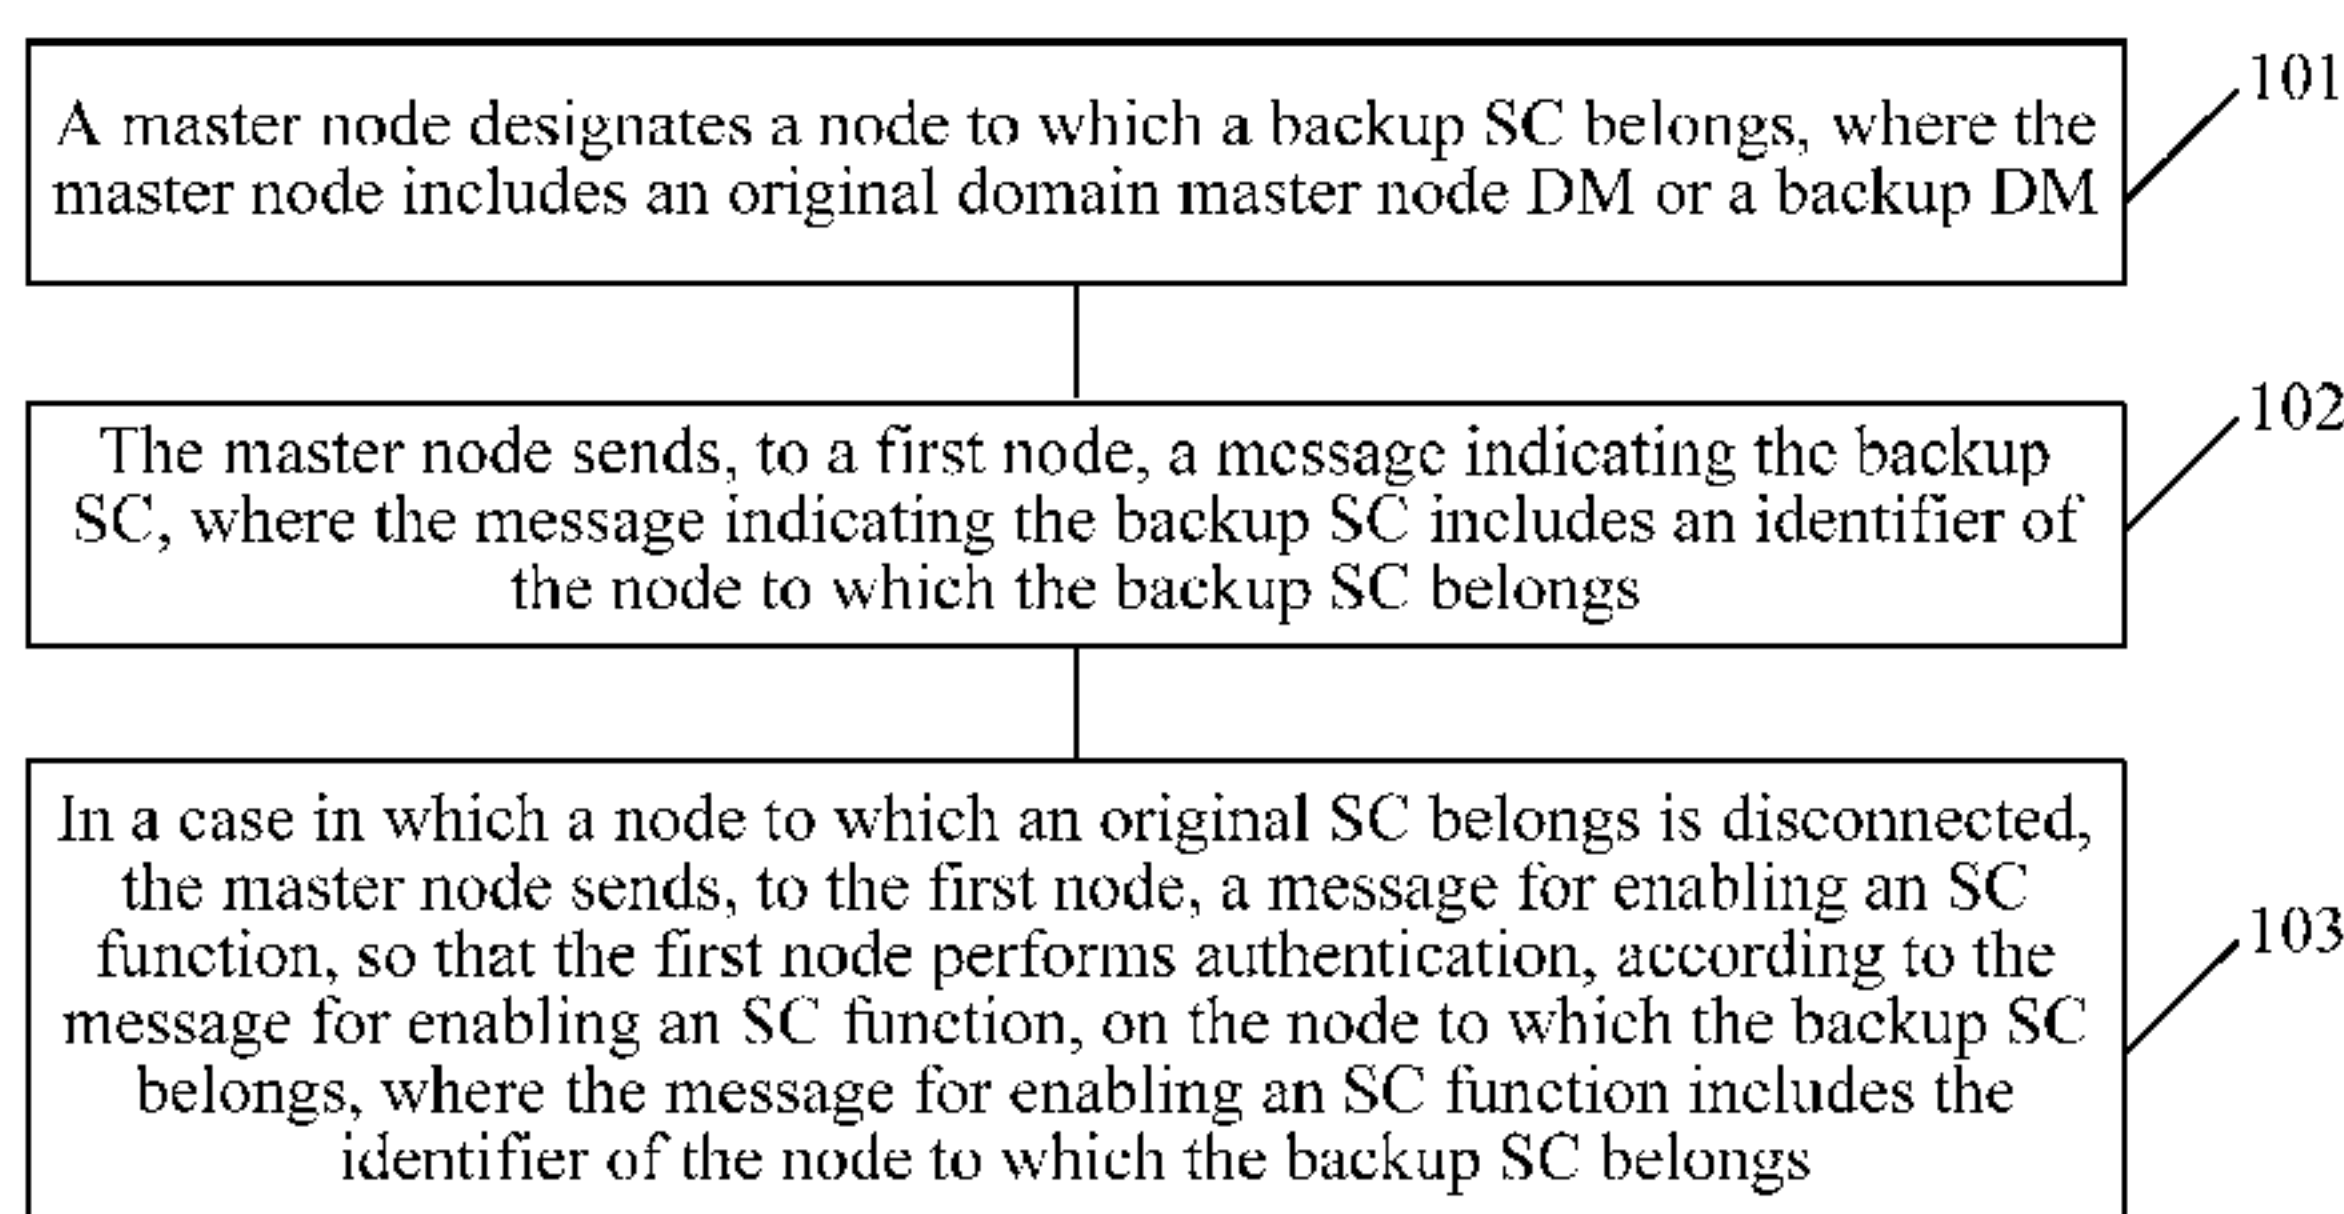 A master node designates a node to which a backup SC belongs, where the
master node includes an original domain master node DM or a backup DM
101
The master node sends, to a first node, a message indicating the backup
SC, where the message indicating the backup SC includes an identifier of
the node to which the backup SC belongs
102
In a case in which a node to which an original SC belongs is disconnected,
the master node sends, to the first node, a message for enabling an SC
function, so that the first node performs authentication, according to the
message for enabling an SC function, on the node to which the backup SC
belongs, where the message for enabling an SC function includes the
identifier of the node to which the backup SC belongs
103